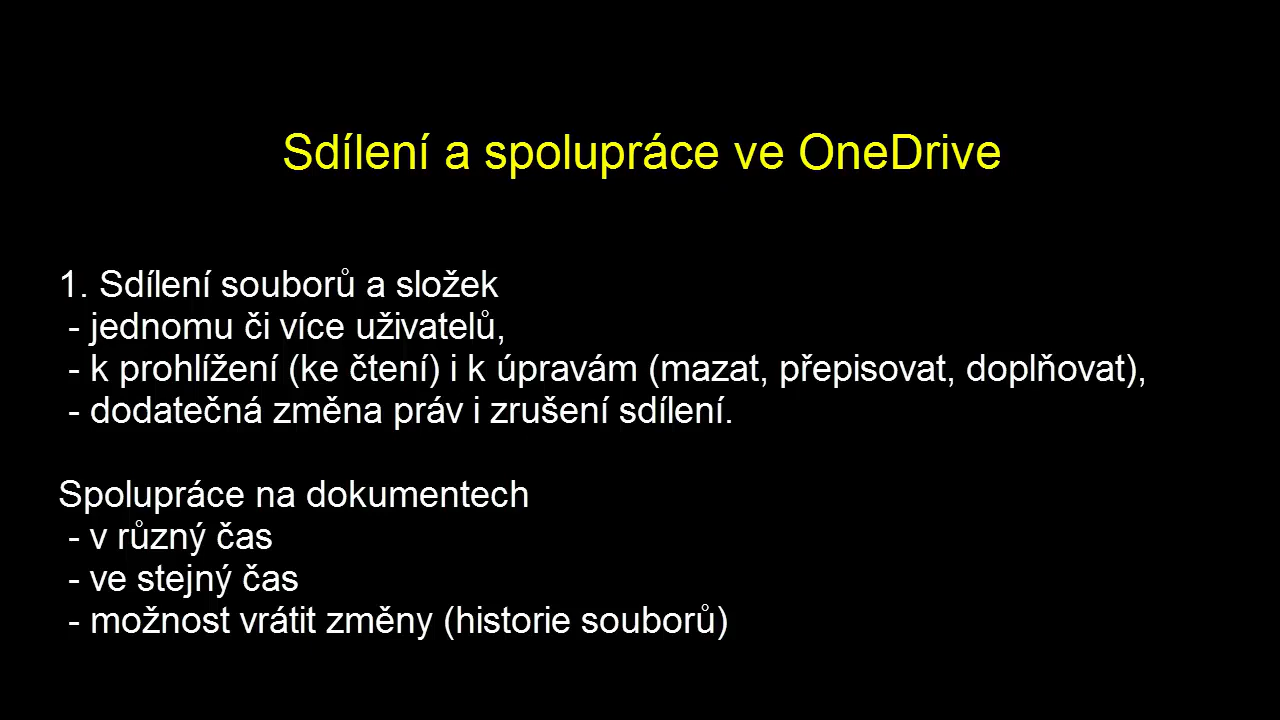 Sdílení a spolupráce ve OneDrive
1. Sdílení souborů a složek
- jednomu či více uživatelů,
- k prohlížení (ke čtení) i k úpravám (mazat, přepisovat, doplňovat),
- dodatečná změna práv i zrušení sdílení.
Spolupráce na dokumentech
- v různý čas
- ve stejný čas
- možnost vrátit změny (historie souborů)